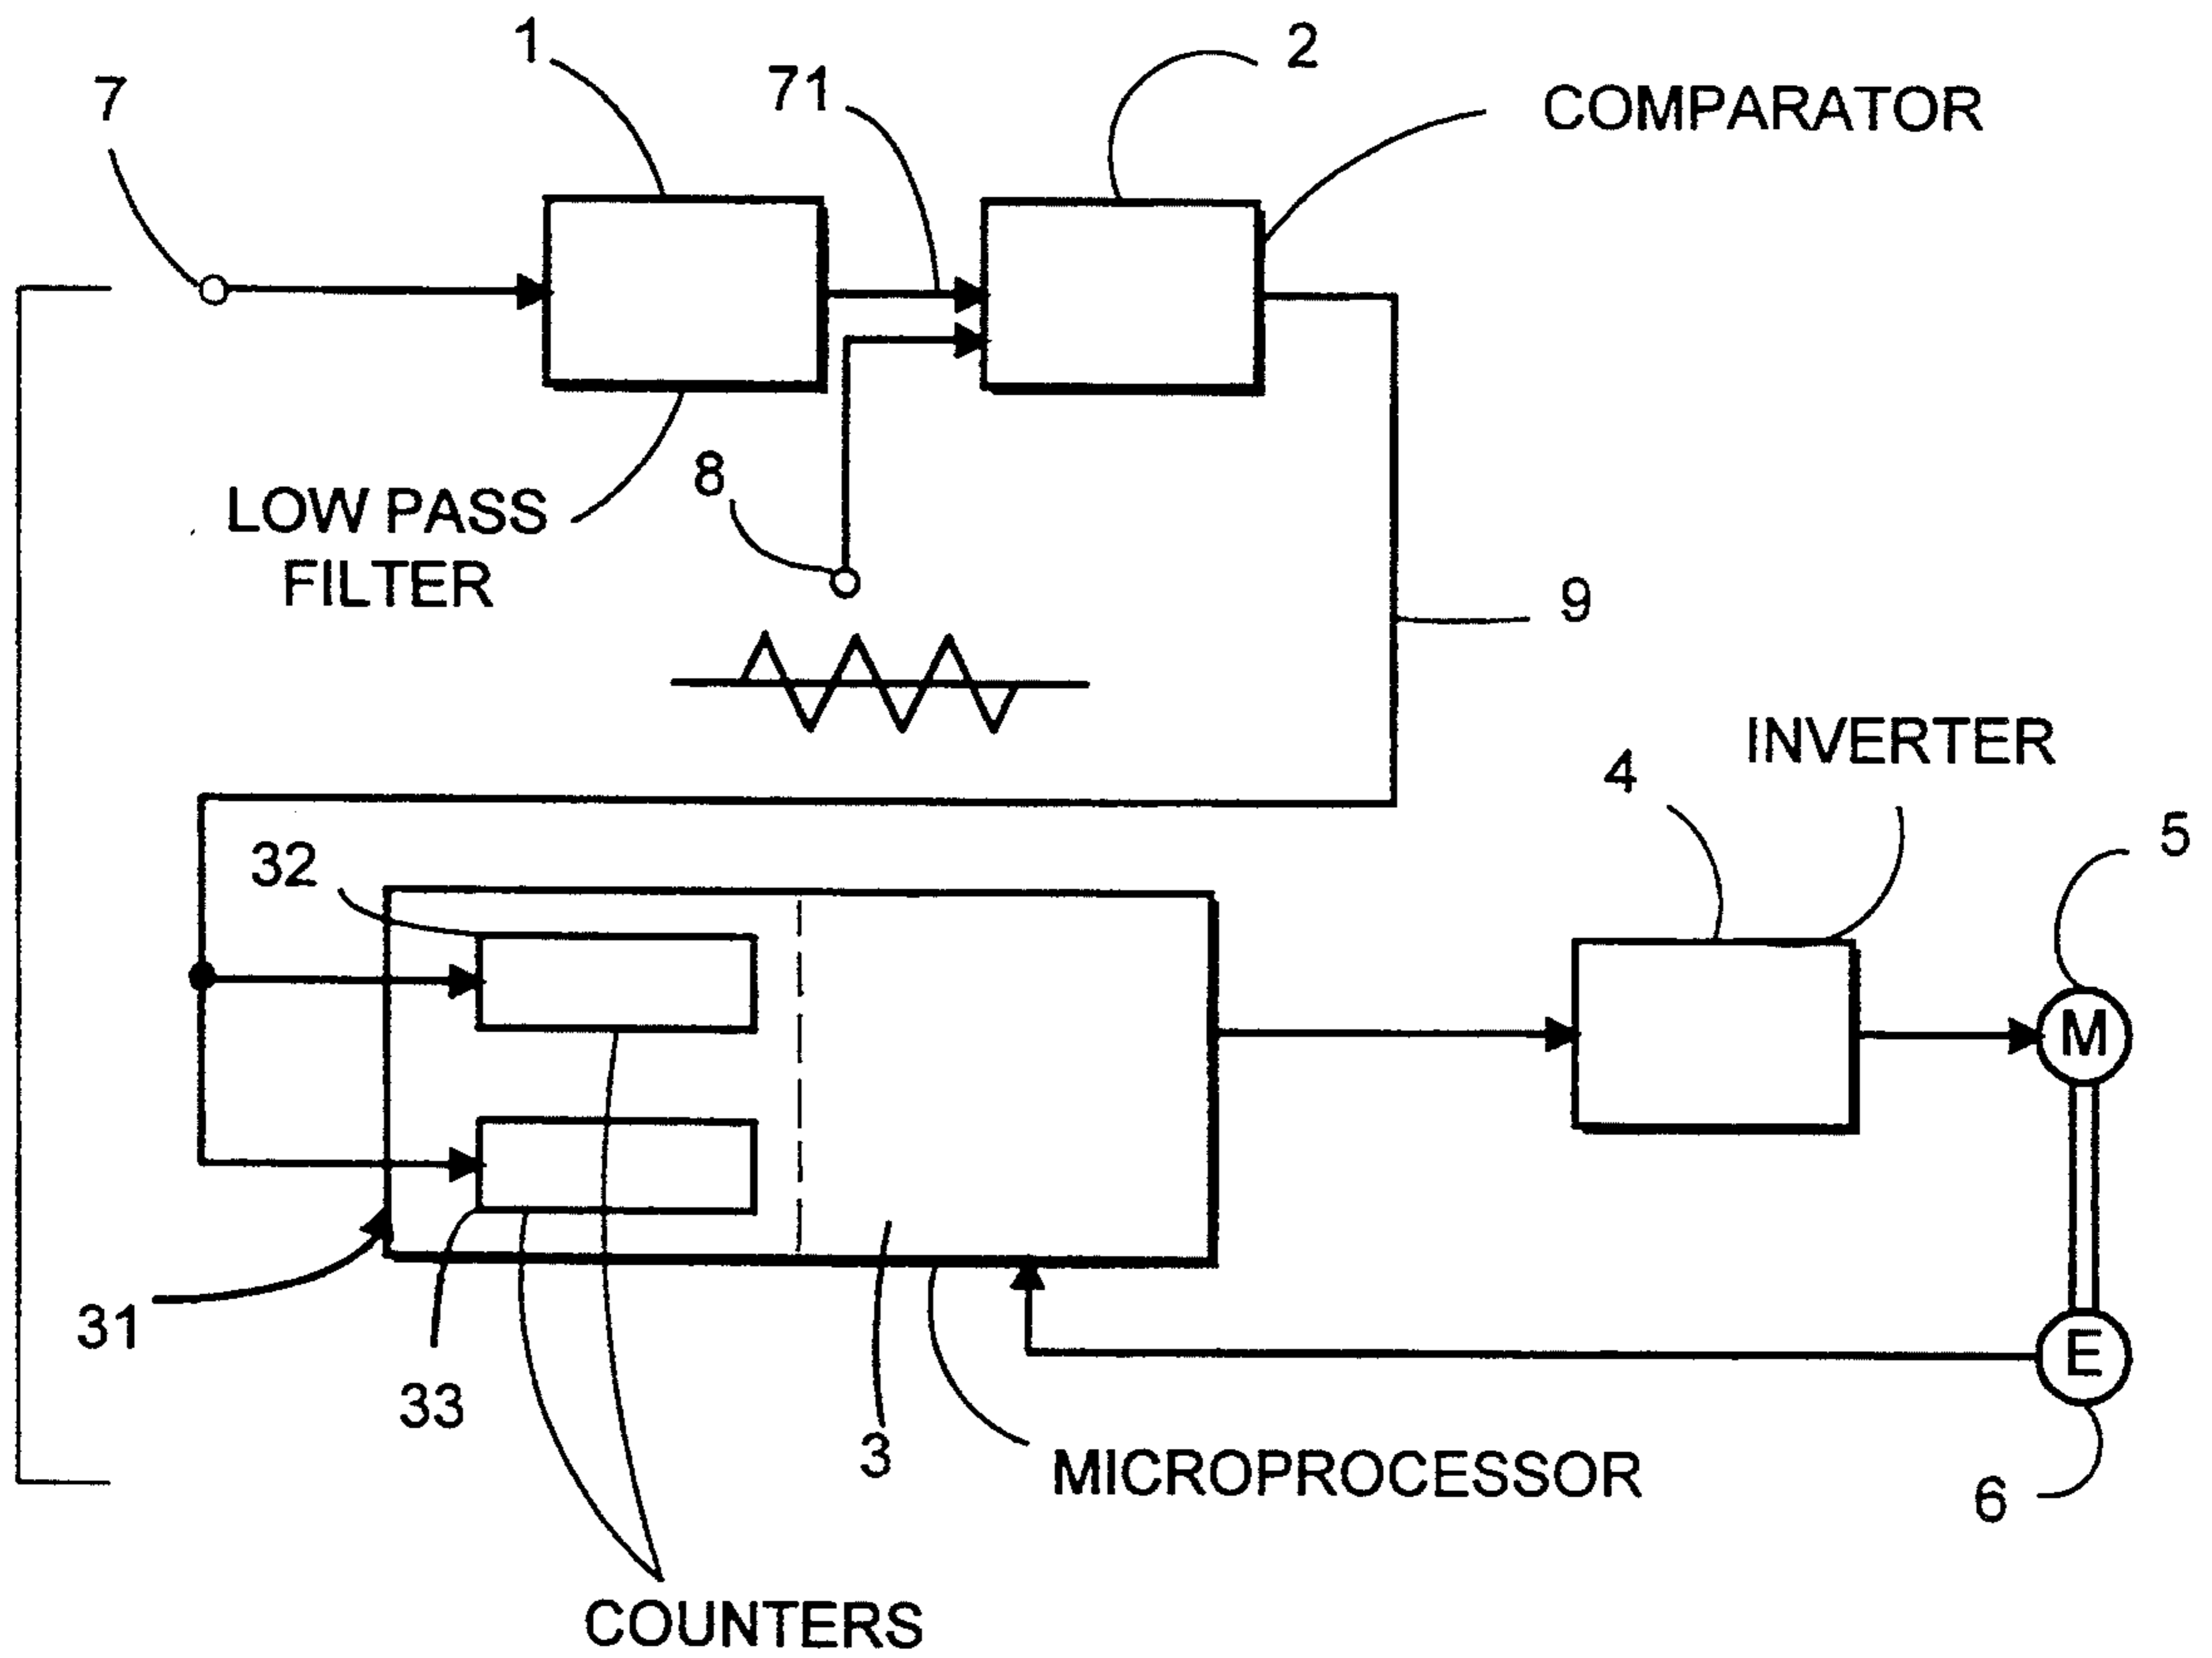 1
2
7
71
COMPARATOR
8
LOW PASS
FILTER
9
INVERTER
4
5
32
M
31
33
3
E
MICROPROCESSOR
6
COUNTERS